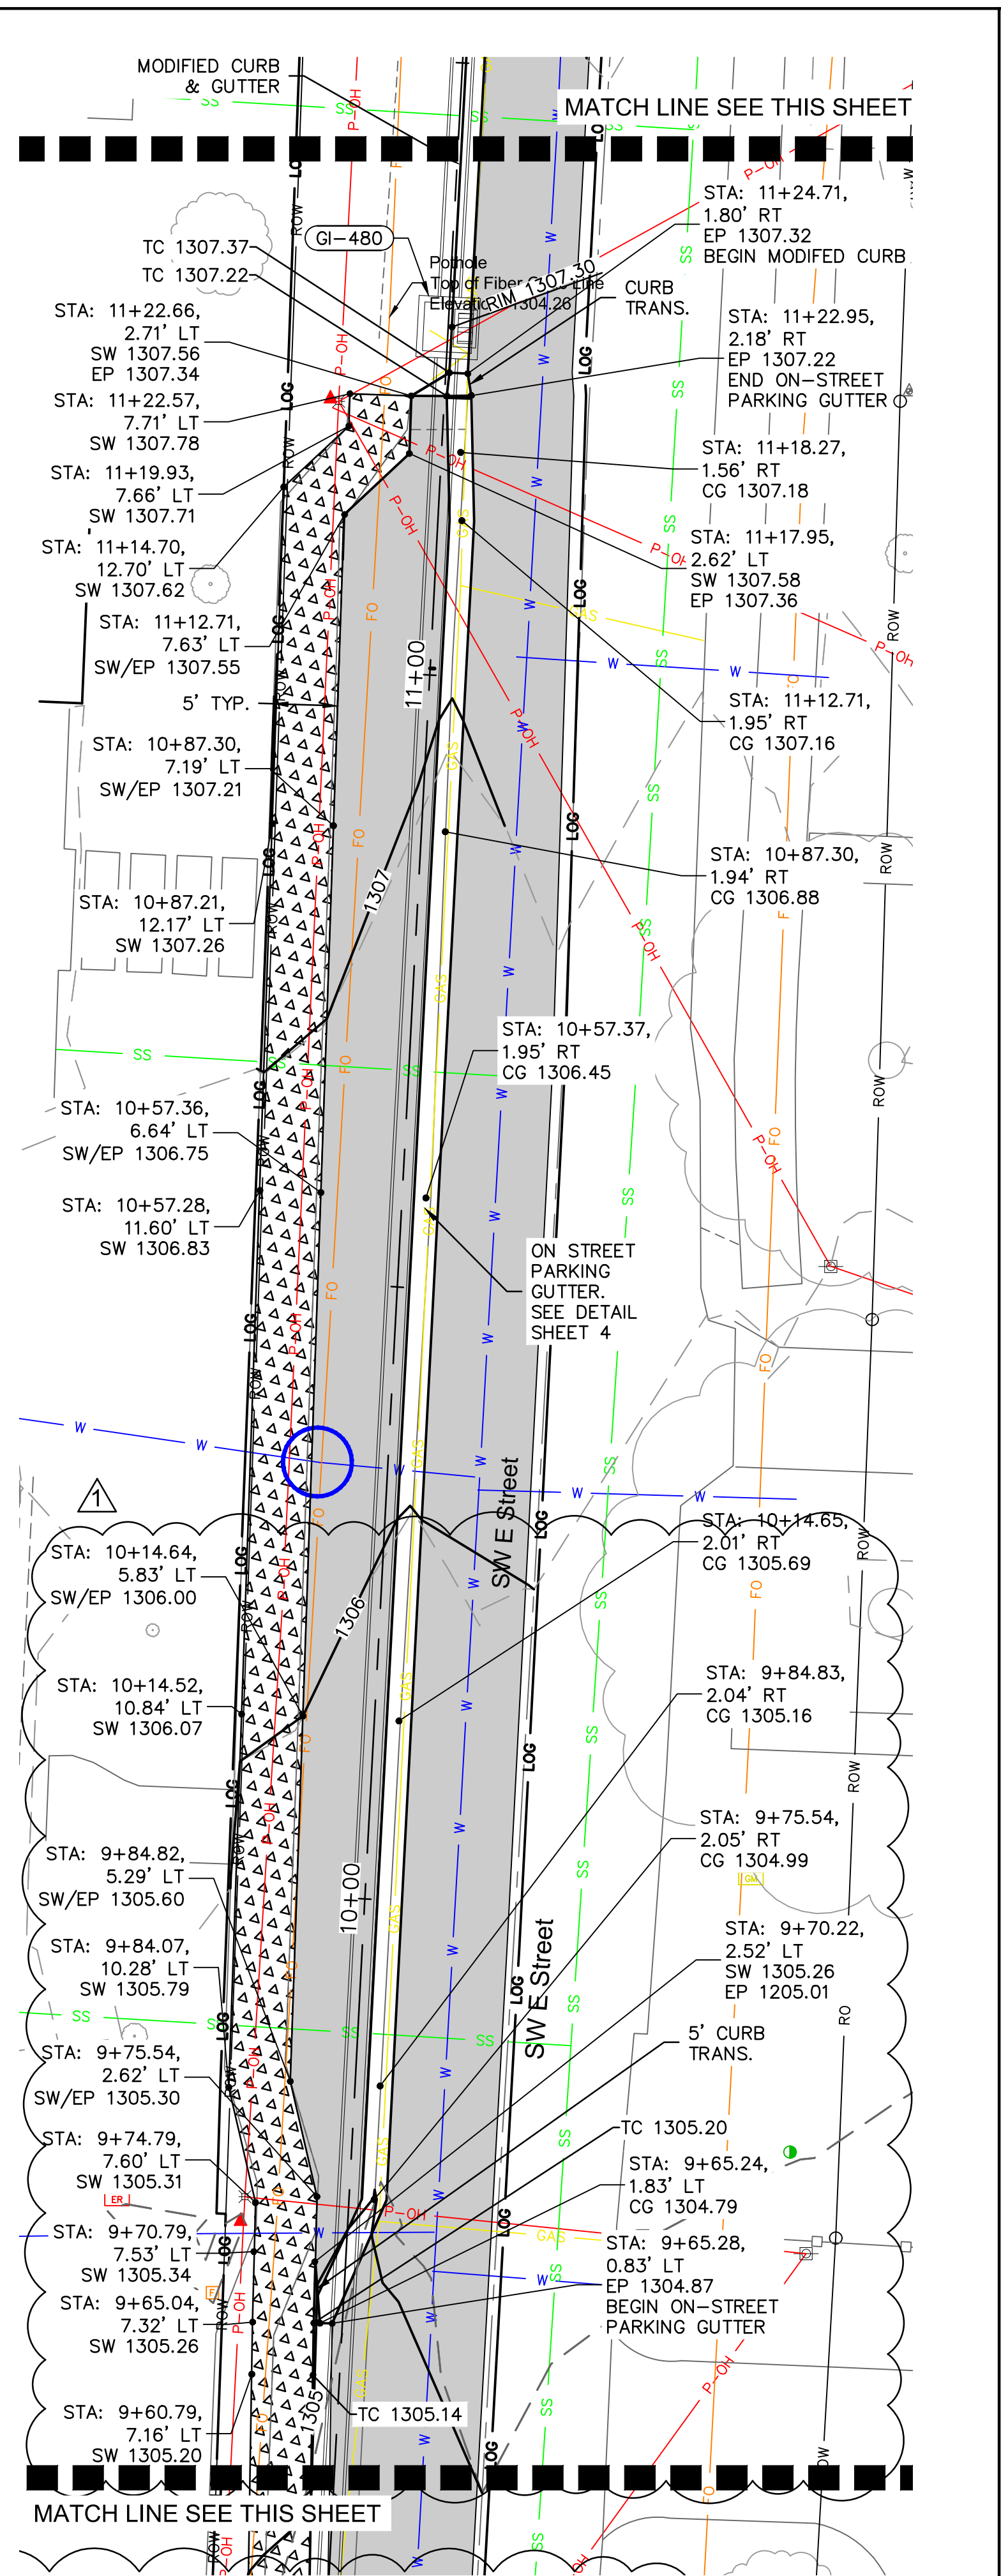 MODIFIED CURB
& GUTTER
MATCH LINE SEE THIS SHEET
STA: 11+24.71,
1.80' RT
EP 1307.32
BEGIN MODIFED CURB
TC 1307.37
TC 1307.22
GI-480
Pothole
Top of Fiber Line
Elevation 1304.26
RIM 1307.30
CURB
TRANS.
STA: 11+22.66,
2.71' LT
SW 1307.56
EP 1307.34
STA: 11+22.95,
2.18' RT
EP 1307.22
END ON-STREET
PARKING GUTTER
STA: 11+22.57,
7.71' LT
SW 1307.78
STA: 11+19.93,
7.66' LT
SW 1307.71
STA: 11+18.27,
1.56' RT
CG 1307.18
STA: 11+14.70,
12.70' LT
SW 1307.62
STA: 11+17.95,
2.62' LT
SW 1307.58
EP 1307.36
STA: 11+12.71,
7.63' LT
SW/EP 1307.55
5' TYP.
11+00
STA: 11+12.71,
1.95' RT
CG 1307.16
STA: 10+87.30,
7.19' LT
SW/EP 1307.21
STA: 10+87.30,
1.94' RT
CG 1306.88
1307
STA: 10+87.21,
12.17' LT
SW 1307.26
STA: 10+57.37,
1.95' RT
CG 1306.45
STA: 10+57.36,
6.64' LT
SW/EP 1306.75
STA: 10+57.28,
11.60' LT
SW 1306.83
ON STREET
PARKING
GUTTER.
SEE DETAIL
SHEET 4
SW E Street
1
STA: 10+14.64,
5.83' LT
SW/EP 1306.00
STA: 10+14.65,
2.01' RT
CG 1305.69
1306
STA: 10+14.52,
10.84' LT
SW 1306.07
STA: 9+84.83,
2.04' RT
CG 1305.16
STA: 9+84.82,
5.29' LT
SW/EP 1305.60
STA: 9+75.54,
2.05' RT
CG 1304.99
GM
10+00
STA: 9+84.07,
10.28' LT
SW 1305.79
STA: 9+70.22,
2.52' LT
SW 1305.26
EP 1205.01
SW E Street
STA: 9+75.54,
2.62' LT
SW/EP 1305.30
5' CURB
TRANS.
STA: 9+74.79,
7.60' LT
SW 1305.31
TC 1305.20
ER
STA: 9+65.24,
1.83' LT
CG 1304.79
STA: 9+70.79,
7.53' LT
SW 1305.34
STA: 9+65.28,
0.83' LT
EP 1304.87
BEGIN ON-STREET
PARKING GUTTER
F
STA: 9+65.04,
7.32' LT
SW 1305.26
STA: 9+60.79,
7.16' LT
SW 1305.20
1305
TC 1305.14
MATCH LINE SEE THIS SHEET
LOG
ROW
P-OH
FO
GAS
W
SS